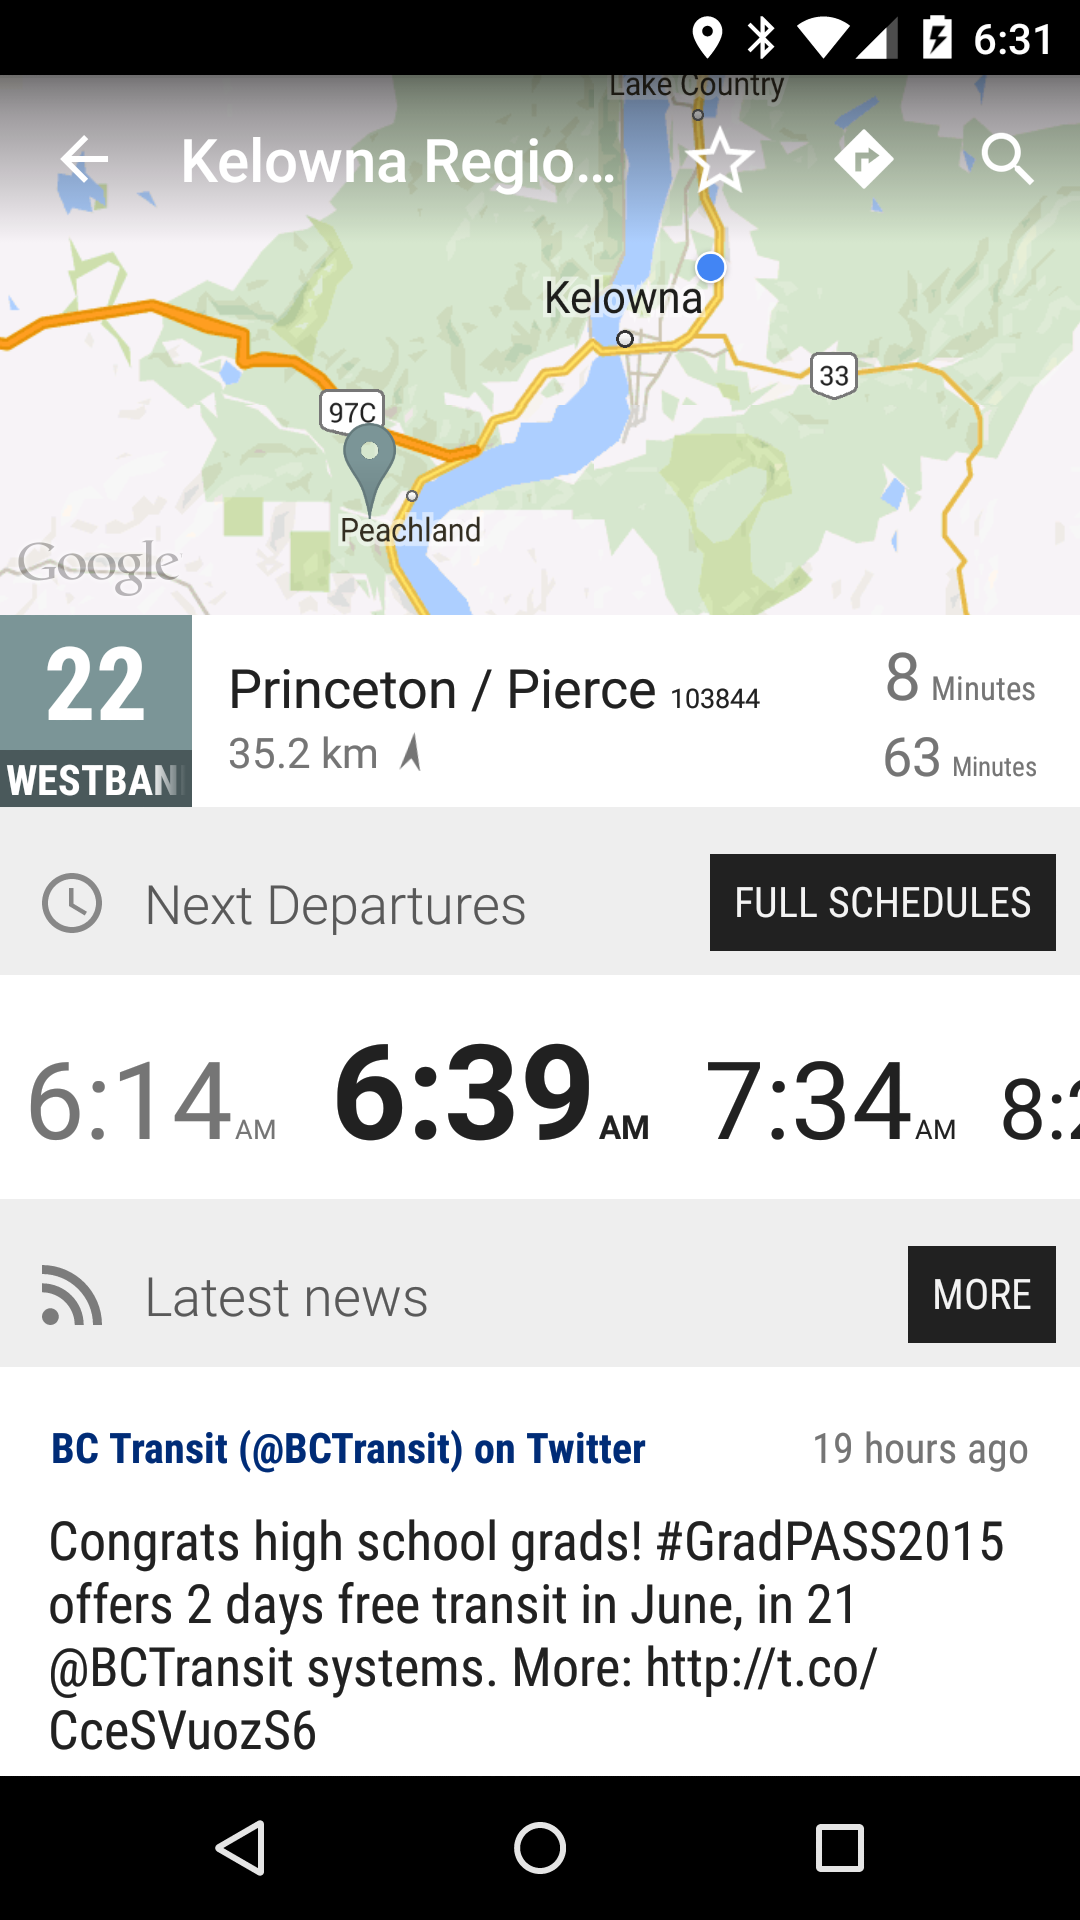 6:31
Lake Country
Kelowna Regio...
Kelowna
33
97C
Peachland
Google
22
Princeton / Pierce 103844
8 Minutes
WESTBAN
35.2 km
63 Minutes
Next Departures
FULL SCHEDULES
6:14 AM
6:39 AM
7:34 AM
8:2
Latest news
MORE
BC Transit (@BCTransit) on Twitter
19 hours ago
Congrats high school grads! #GradPASS2015
offers 2 days free transit in June, in 21
@BCTransit systems. More: http://t.co/
CceSVuozS6